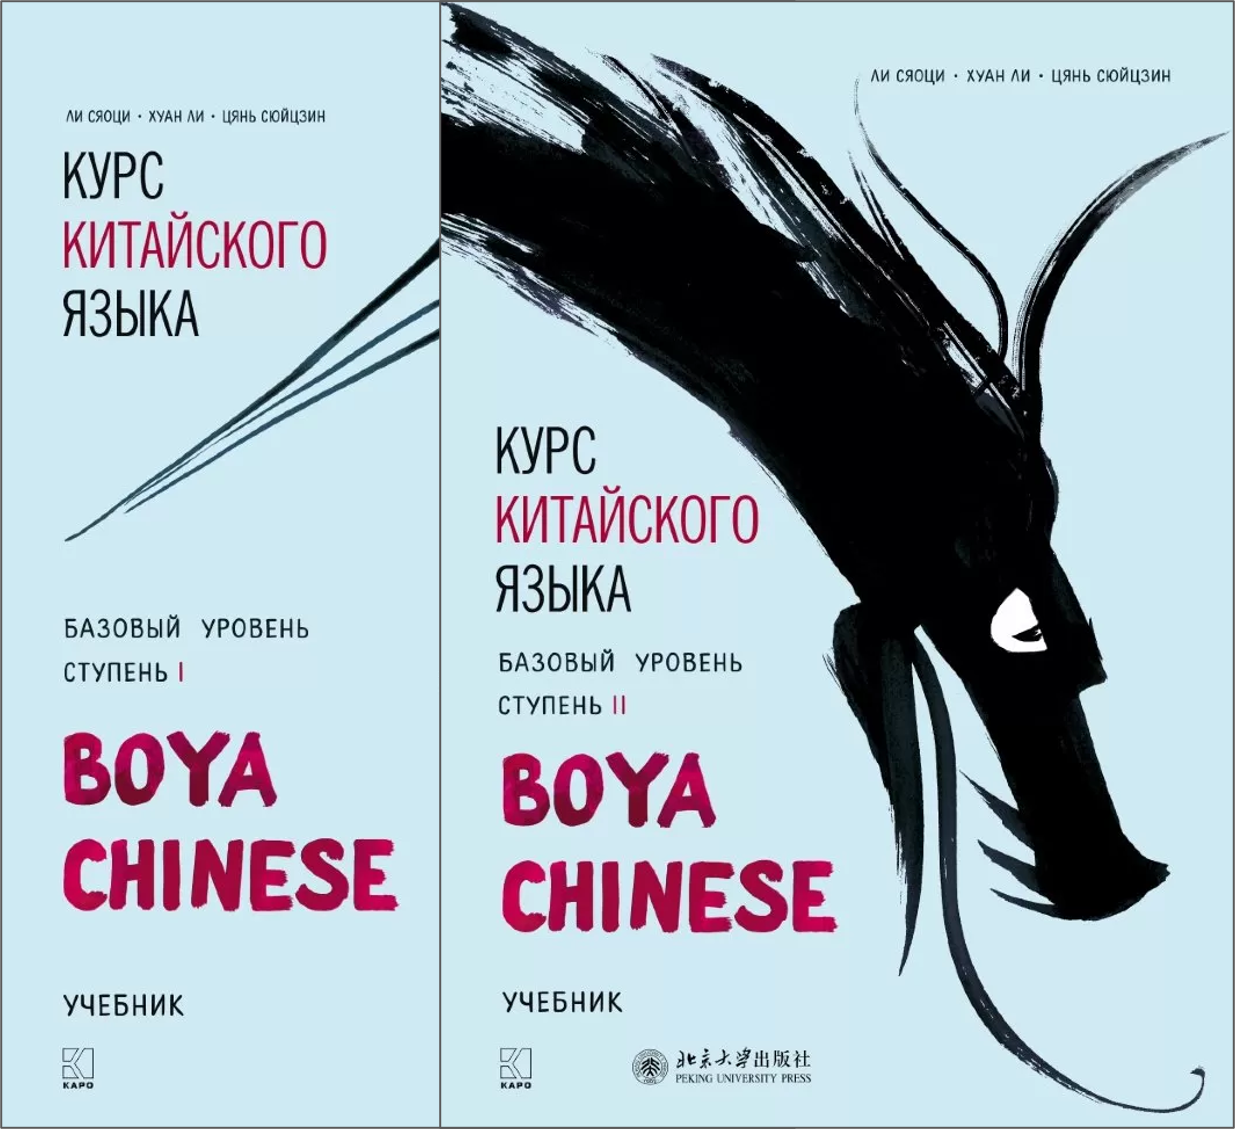 ЛИ СЯОЦИ · ХУАН ЛИ · ЦЯНЬ СЮЙЦЗИН
КУРС
КИТАЙСКОГО
ЯЗЫКА
БАЗОВЫЙ УРОВЕНЬ
СТУПЕНЬ I
BOYA
CHINESE
УЧЕБНИК
КАРО
ЛИ СЯОЦИ · ХУАН ЛИ · ЦЯНЬ СЮЙЦЗИН
КУРС
КИТАЙСКОГО
ЯЗЫКА
БАЗОВЫЙ УРОВЕНЬ
СТУПЕНЬ II
BOYA
CHINESE
УЧЕБНИК
КАРО
北京大学出版社
PEKING UNIVERSITY PRESS